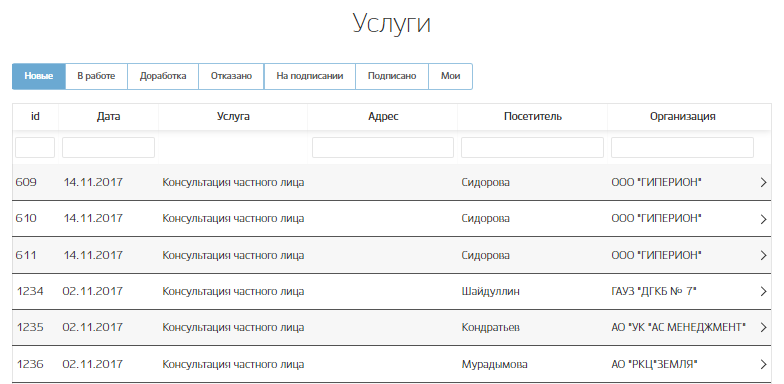 Услуги
Новые В работе Доработка Отказано На подписании Подписано Мои
id Дата Услуга Адрес Посетитель Организация
609 14.11.2017 Консультация частного лица Сидорова ООО "ГИПЕРИОН"
610 14.11.2017 Консультация частного лица Сидорова ООО "ГИПЕРИОН"
611 14.11.2017 Консультация частного лица Сидорова ООО "ГИПЕРИОН"
1234 02.11.2017 Консультация частного лица Шайдуллин ГАУЗ "ДГКБ № 7"
1235 02.11.2017 Консультация частного лица Кондратьев АО "УК "АС МЕНЕДЖМЕНТ"
1236 02.11.2017 Консультация частного лица Мурадымова АО "РКЦ"ЗЕМЛЯ"